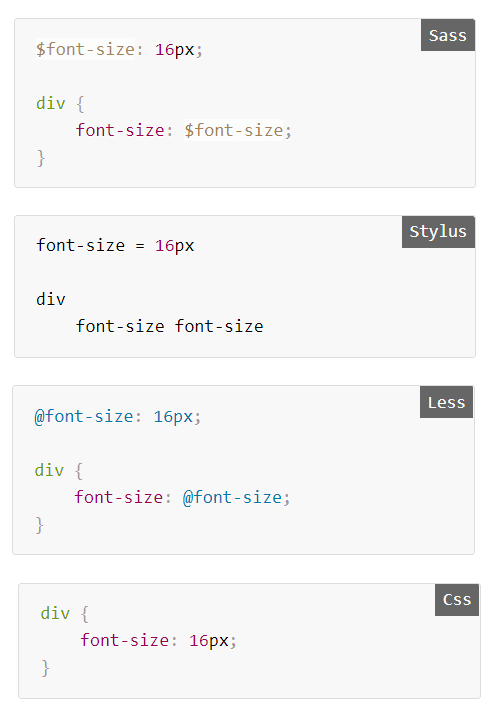 Sass
$font-size: 16px;
div {
    font-size: $font-size;
}
Stylus
font-size = 16px
div
    font-size font-size
Less
@font-size: 16px;
div {
    font-size: @font-size;
}
Css
div {
    font-size: 16px;
}